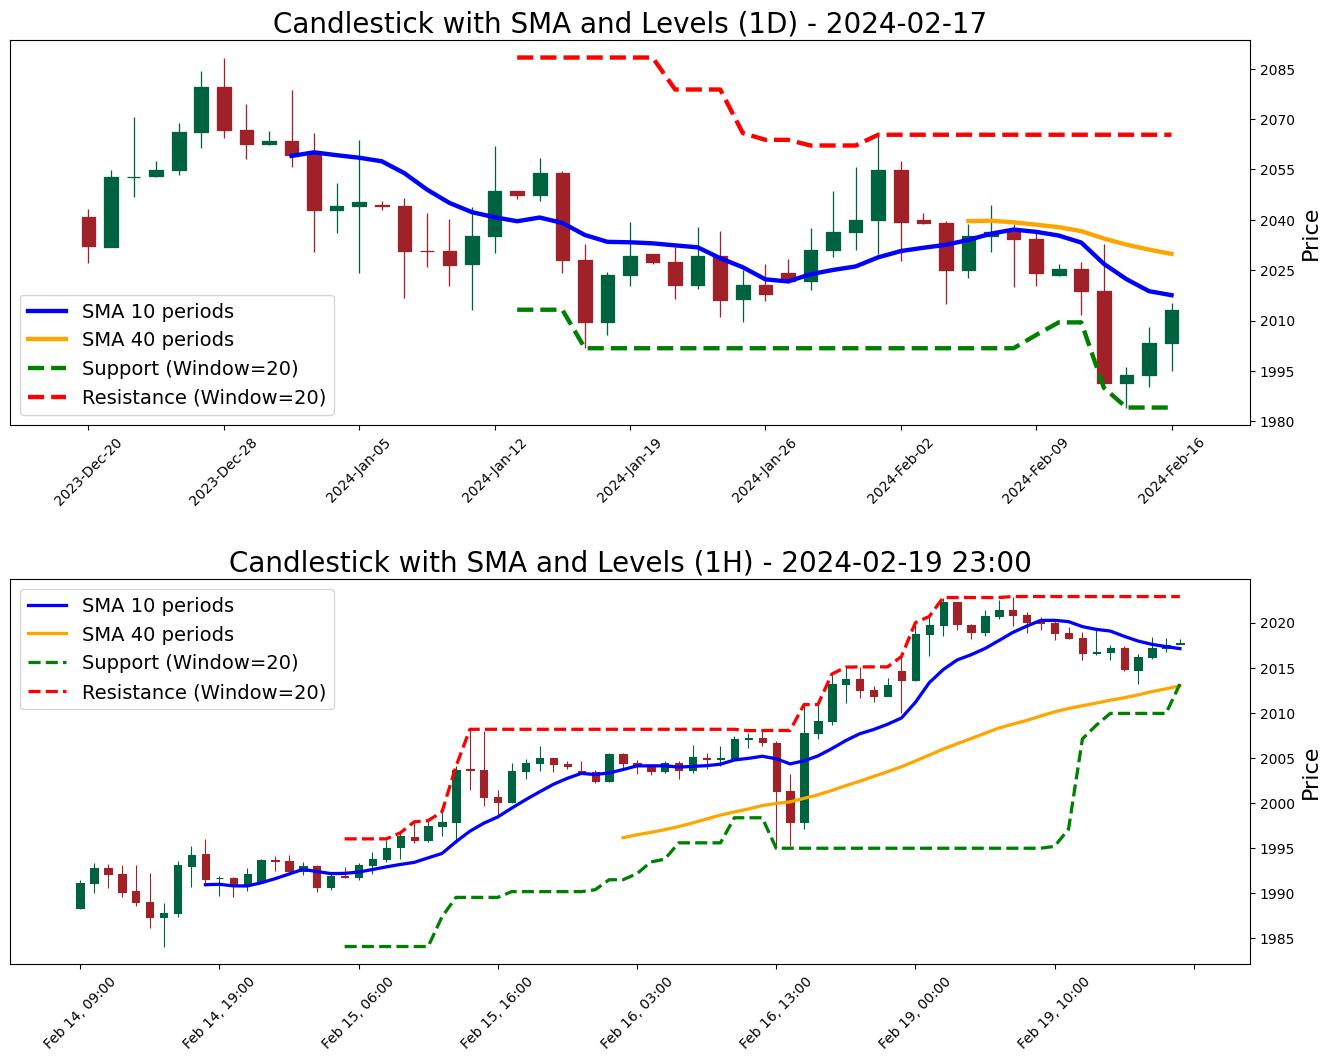 Candlestick with SMA and Levels (1D) - 2024-02-17
2085
2070
2055
2040
2025
2010
1995
1980
Price
SMA 10 periods
SMA 40 periods
Support (Window=20)
Resistance (Window=20)
2023-Dec-20
2023-Dec-28
2024-Jan-05
2024-Jan-12
2024-Jan-19
2024-Jan-26
2024-Feb-02
2024-Feb-09
2024-Feb-16
Candlestick with SMA and Levels (1H) - 2024-02-19 23:00
SMA 10 periods
SMA 40 periods
Support (Window=20)
Resistance (Window=20)
2020
2015
2010
2005
2000
1995
1990
1985
Price
Feb 14, 09:00
Feb 14, 19:00
Feb 15, 06:00
Feb 15, 16:00
Feb 16, 03:00
Feb 16, 13:00
Feb 19, 00:00
Feb 19, 10:00